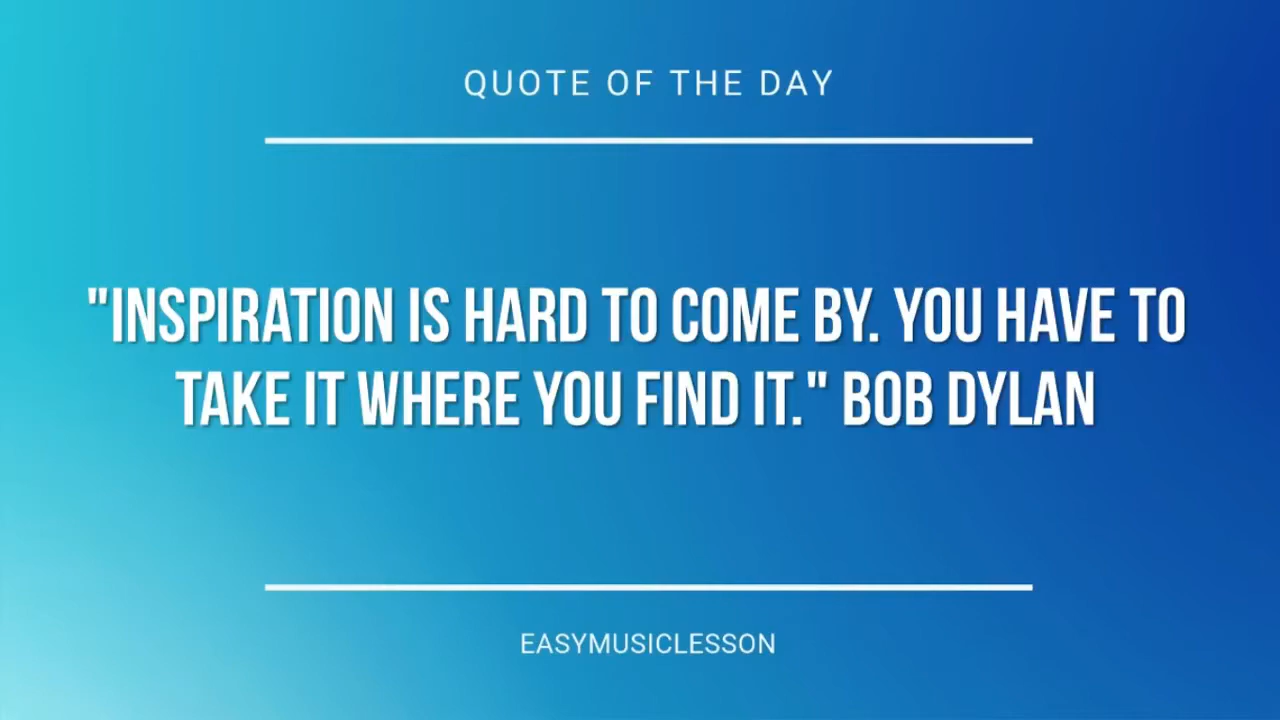 QUOTE OF THE DAY
"INSPIRATION IS HARD TO COME BY. YOU HAVE TO
TAKE IT WHERE YOU FIND IT." BOB DYLAN
EASYMUSICLESSON